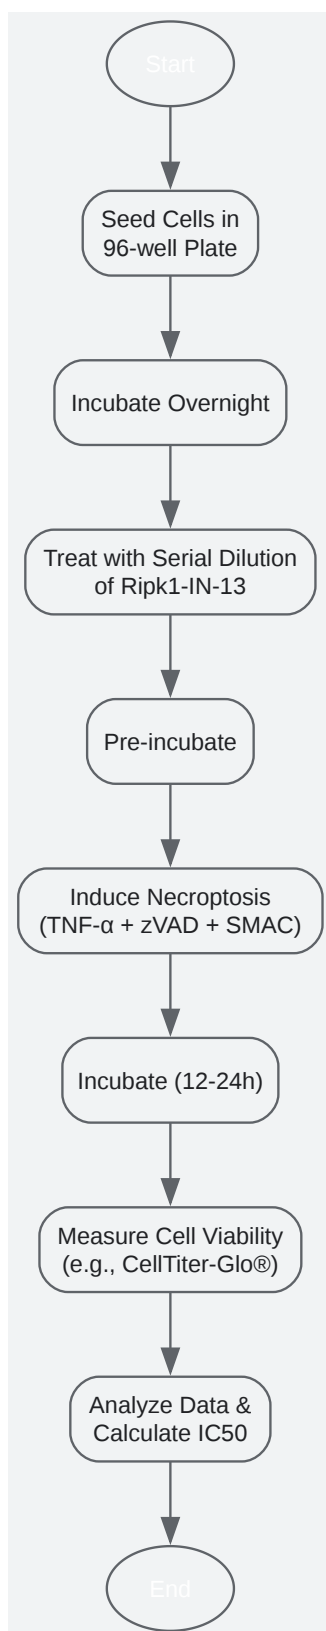 Start
Seed Cells in
96-well Plate
Incubate Overnight
Treat with Serial Dilution
of Ripk1-IN-13
Pre-incubate
Induce Necroptosis
(TNF-α + zVAD + SMAC)
Incubate (12-24h)
Measure Cell Viability
(e.g., CellTiter-Glo®)
Analyze Data &
Calculate IC50
End